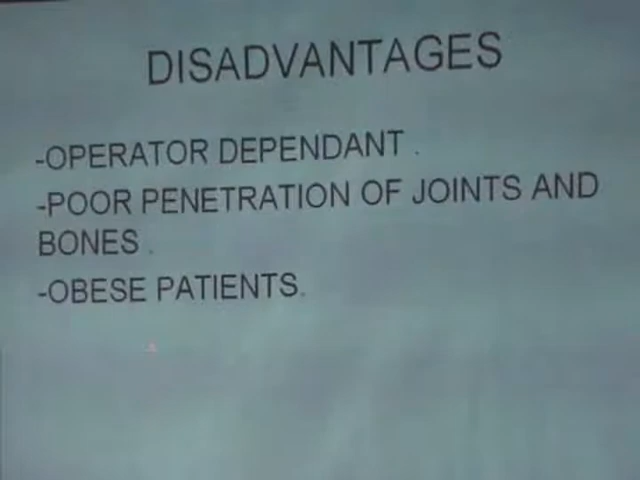 DISADVANTAGES
-OPERATOR DEPENDANT .
-POOR PENETRATION OF JOINTS AND
BONES .
-OBESE PATIENTS.